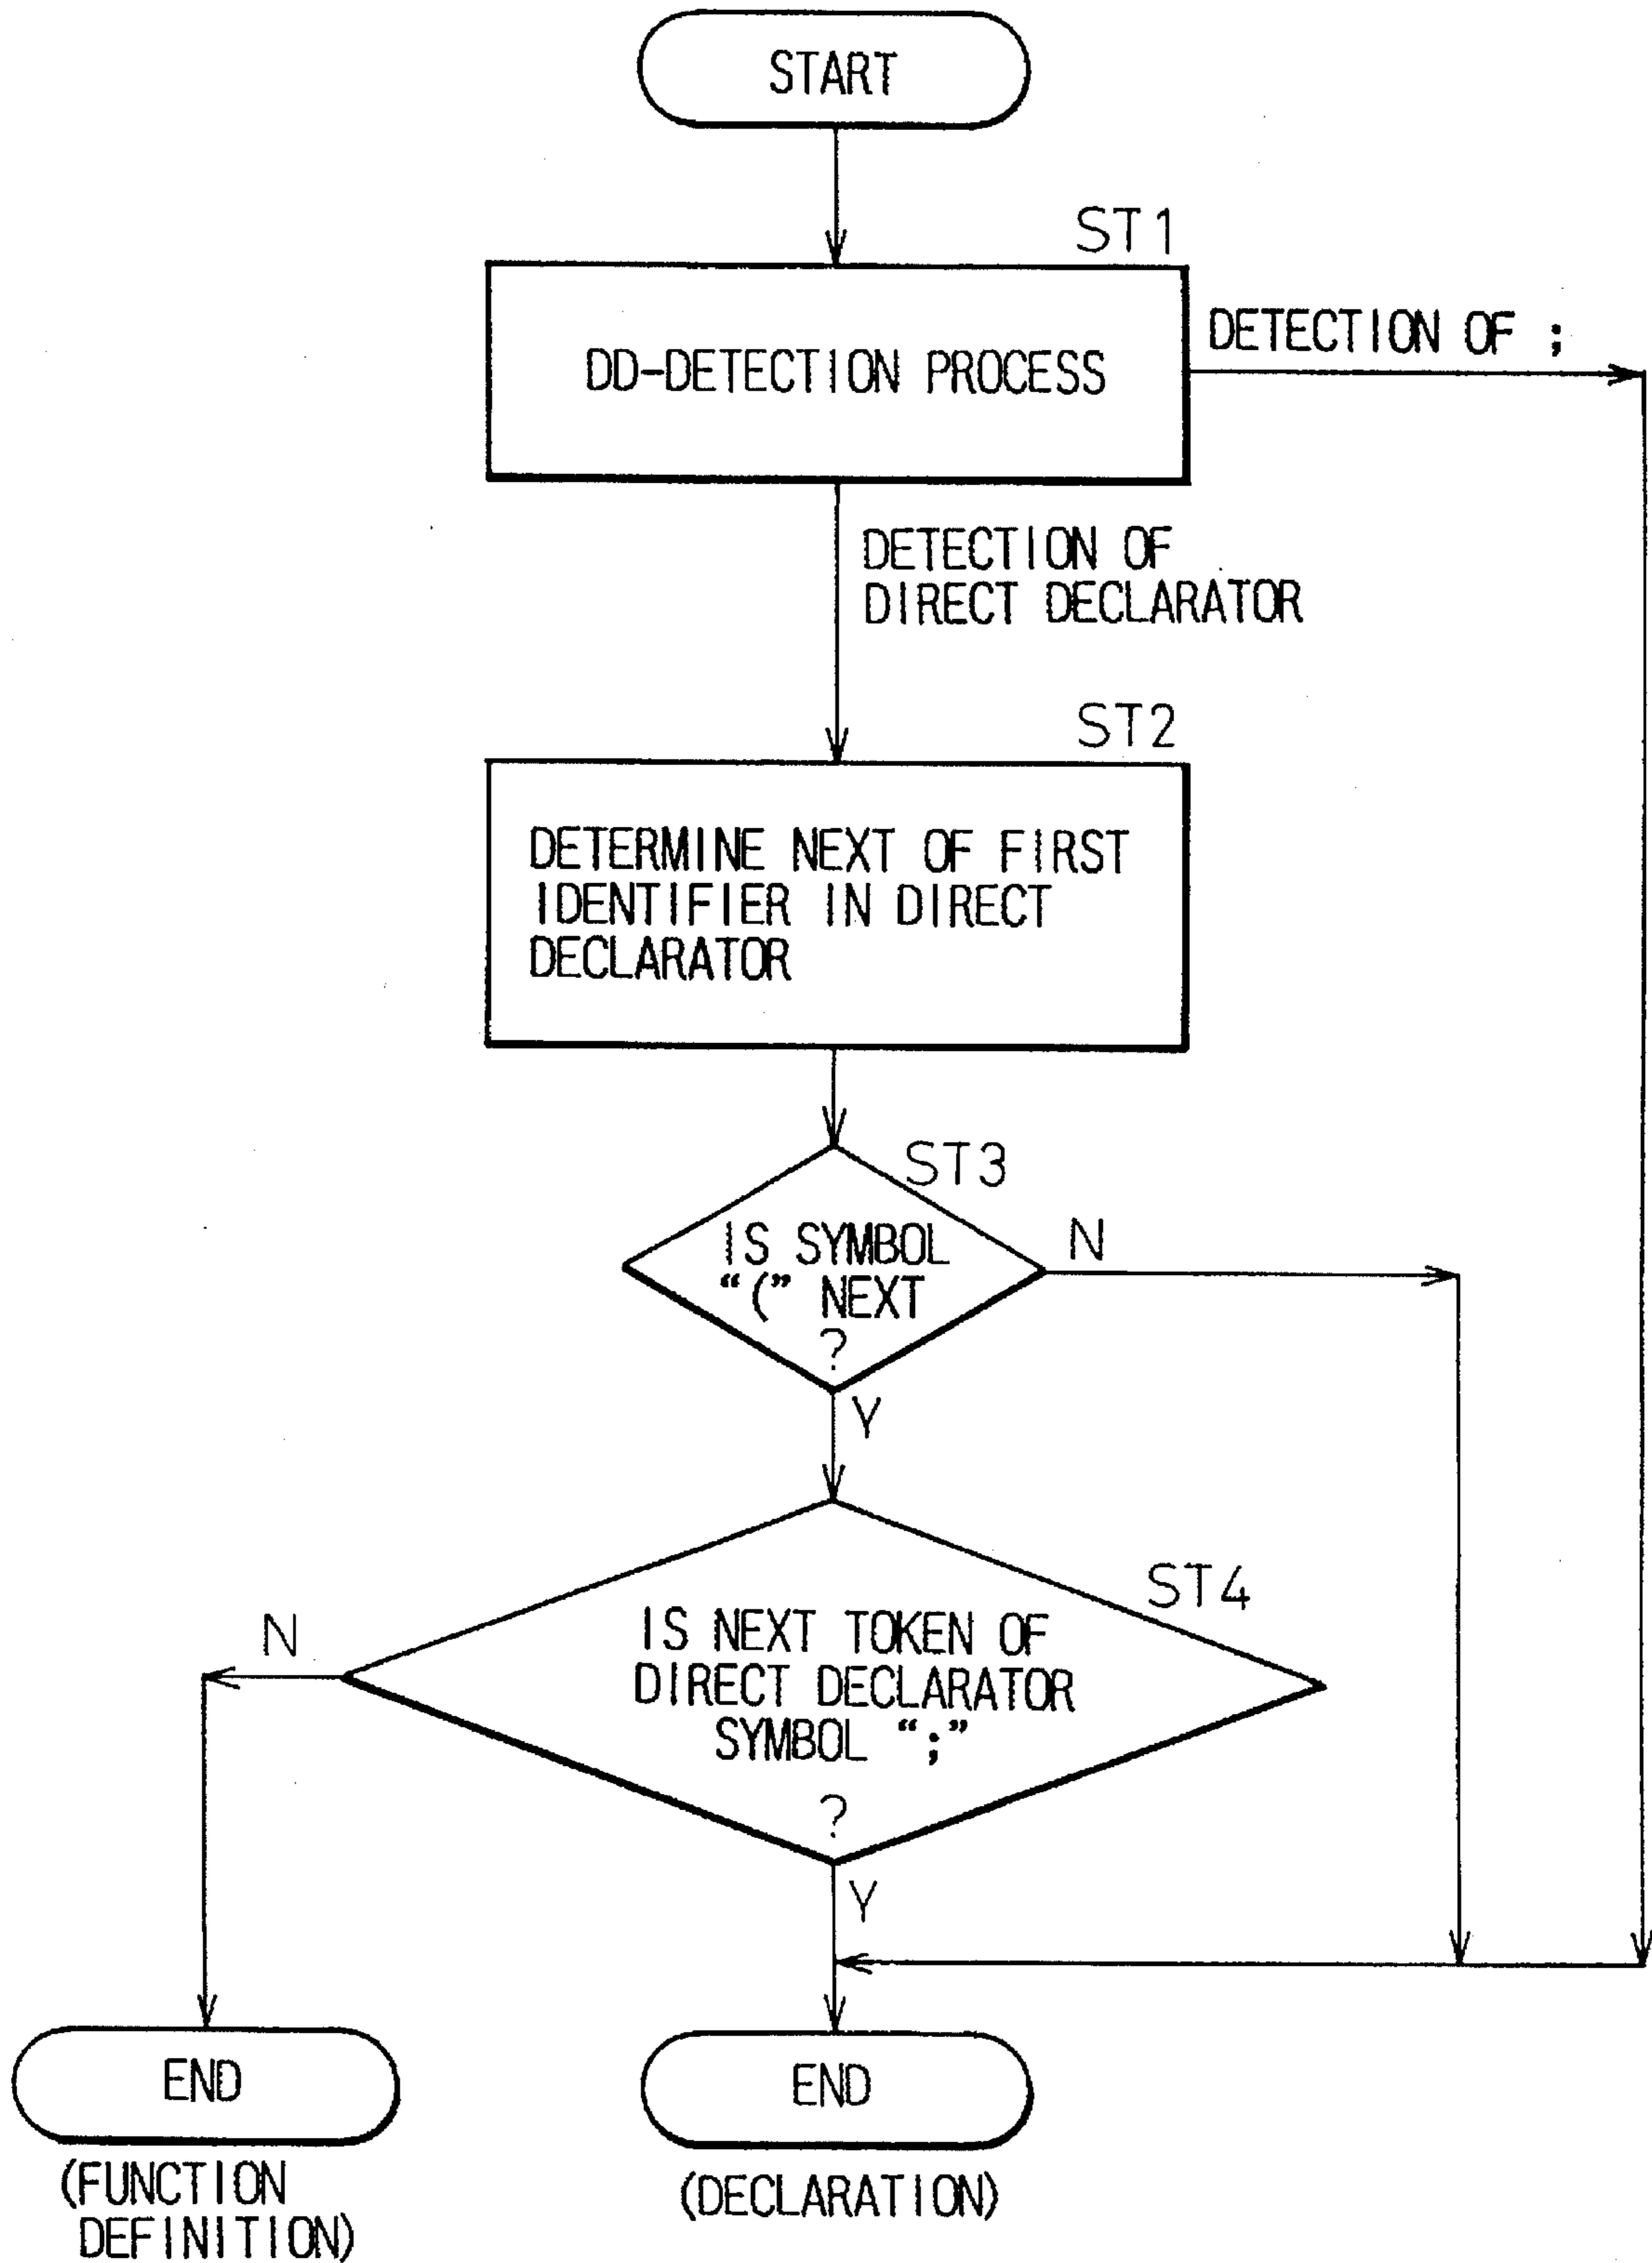 START
ST1
DD-DETECTION PROCESS
DETECTION OF ;
DETECTION OF
DIRECT DECLARATOR
ST2
DETERMINE NEXT OF FIRST
IDENTIFIER IN DIRECT
DECLARATOR
ST3
IS SYMBOL
“(” NEXT
?
N
Y
ST4
IS NEXT TOKEN OF
DIRECT DECLARATOR
SYMBOL “;”
?
N
Y
END
(FUNCTION
DEFINITION)
END
(DECLARATION)